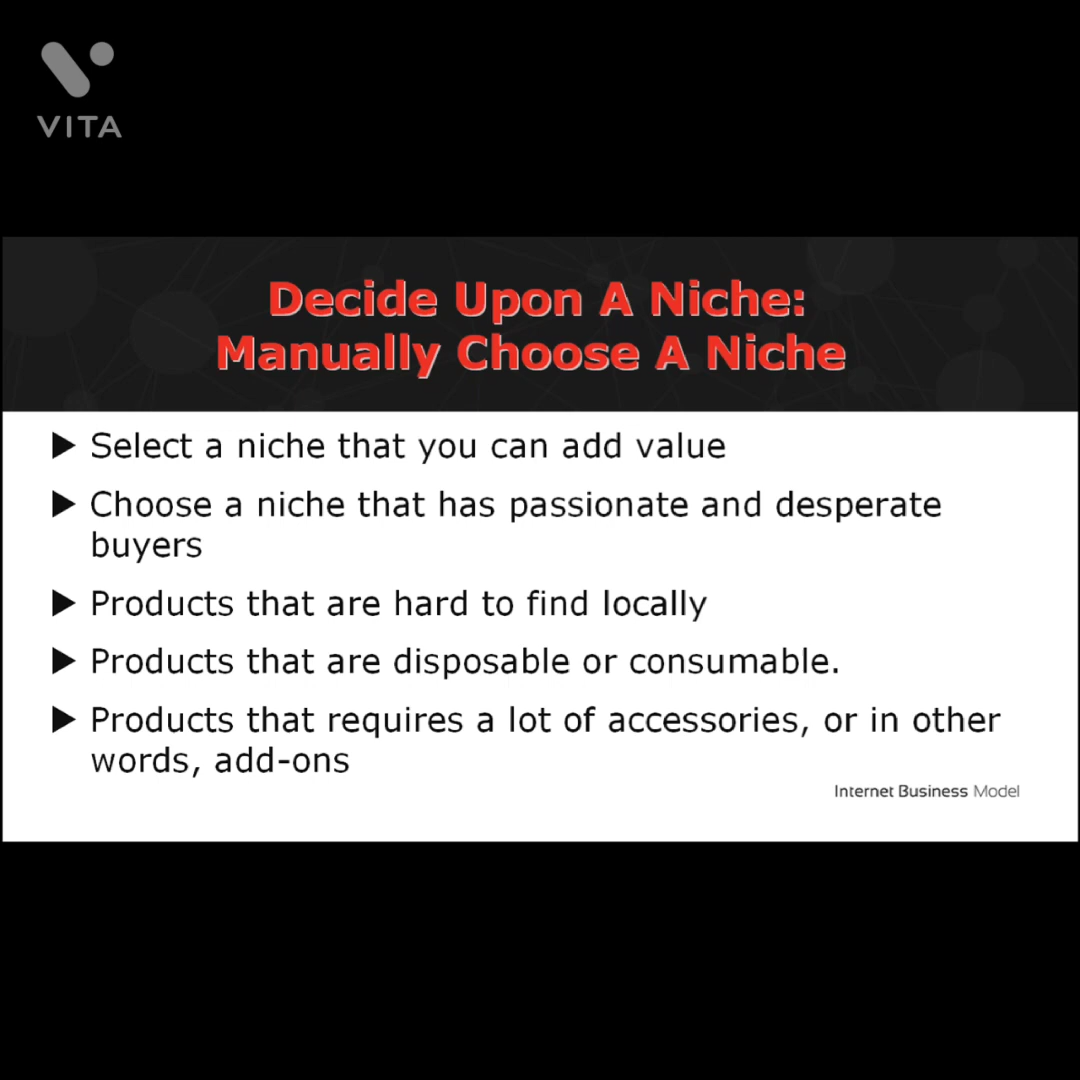 VITA
Decide Upon A Niche:
Manually Choose A Niche
▶ Select a niche that you can add value
▶ Choose a niche that has passionate and desperate
buyers
▶ Products that are hard to find locally
▶ Products that are disposable or consumable.
▶ Products that requires a lot of accessories, or in other
words, add-ons
Internet Business Model